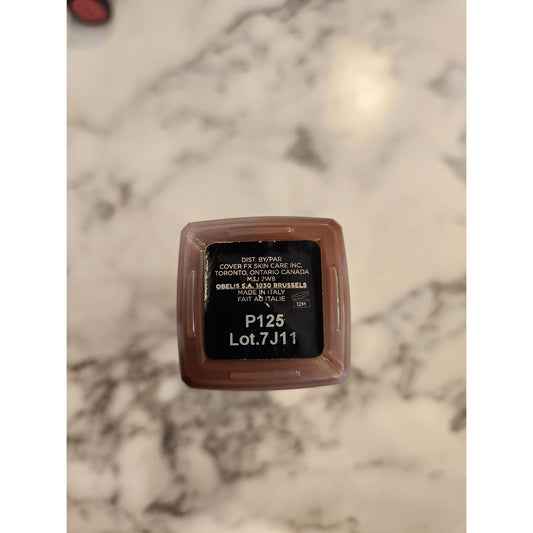 DIST. BY/PAR
COVER FX SKIN CARE INC.
TORONTO, ONTARIO CANADA
M3J 2W8
OBELIS S.A. 1030 BRUSSELS
MADE IN ITALY
FAIT AU ITALIE
12M
P125
Lot.7J11